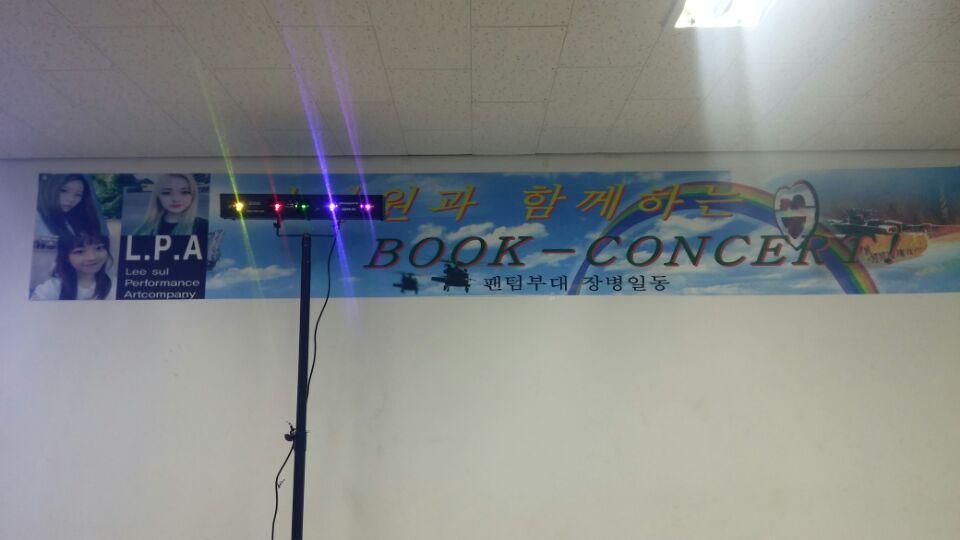 원과 함께하는
BOOK-CONCERT!
팬텀부대 장병일동
L.P.A
Lee sul
Performance
Artcompany